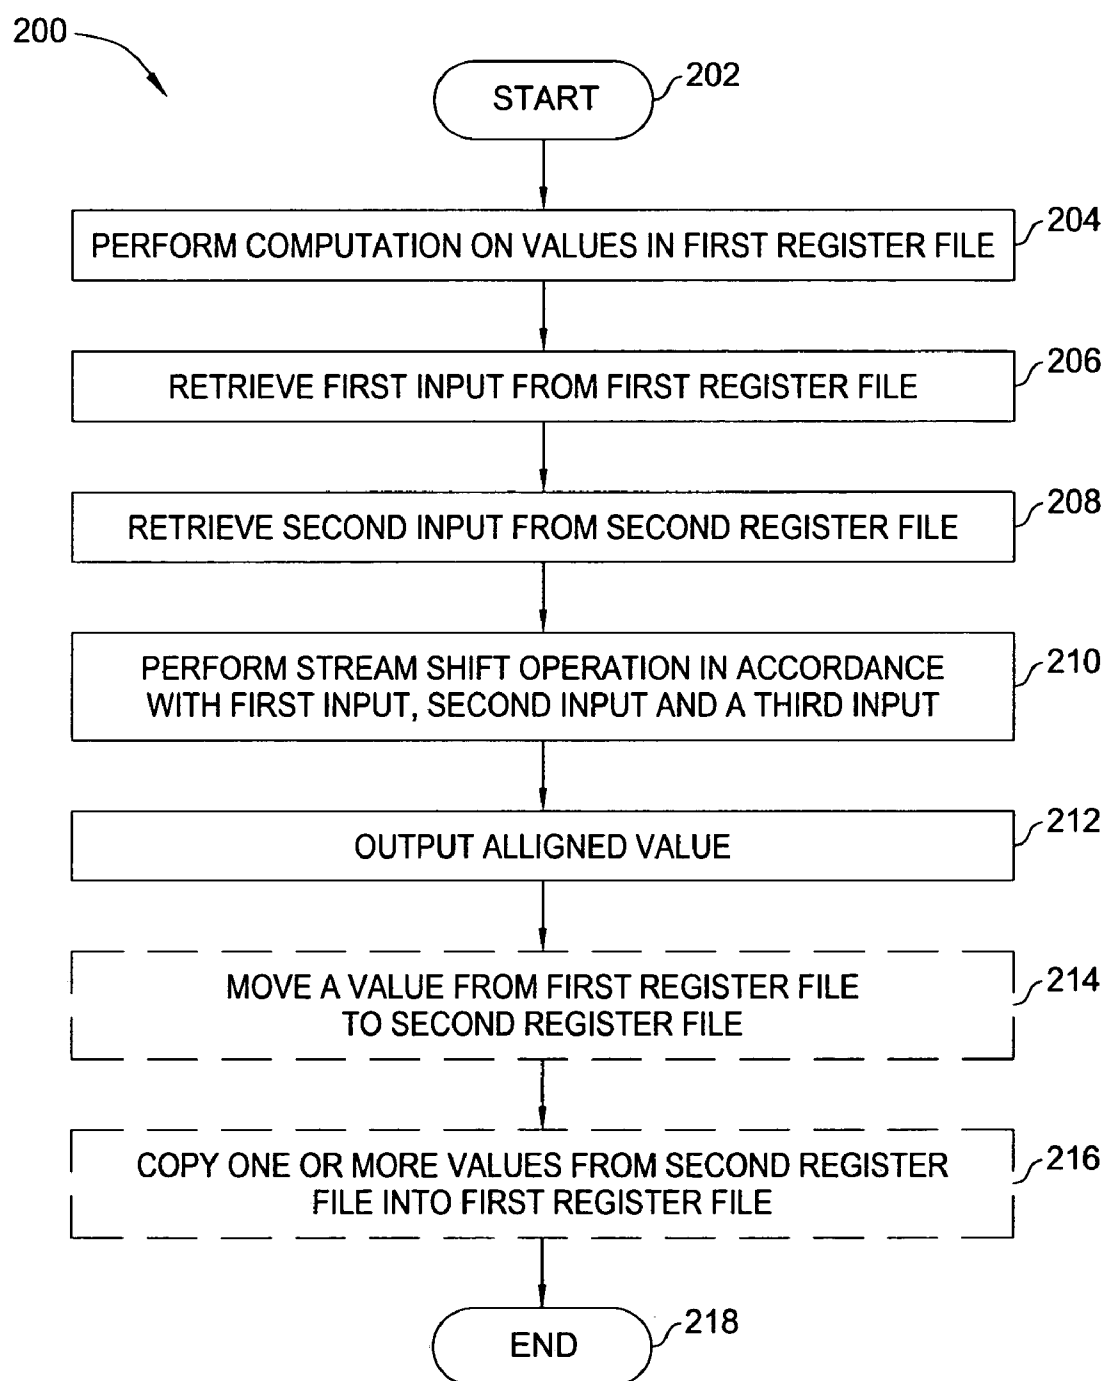 200
START
202
PERFORM COMPUTATION ON VALUES IN FIRST REGISTER FILE
204
RETRIEVE FIRST INPUT FROM FIRST REGISTER FILE
206
RETRIEVE SECOND INPUT FROM SECOND REGISTER FILE
208
PERFORM STREAM SHIFT OPERATION IN ACCORDANCE
WITH FIRST INPUT, SECOND INPUT AND A THIRD INPUT
210
OUTPUT ALLIGNED VALUE
212
MOVE A VALUE FROM FIRST REGISTER FILE
TO SECOND REGISTER FILE
214
COPY ONE OR MORE VALUES FROM SECOND REGISTER
FILE INTO FIRST REGISTER FILE
216
END
218